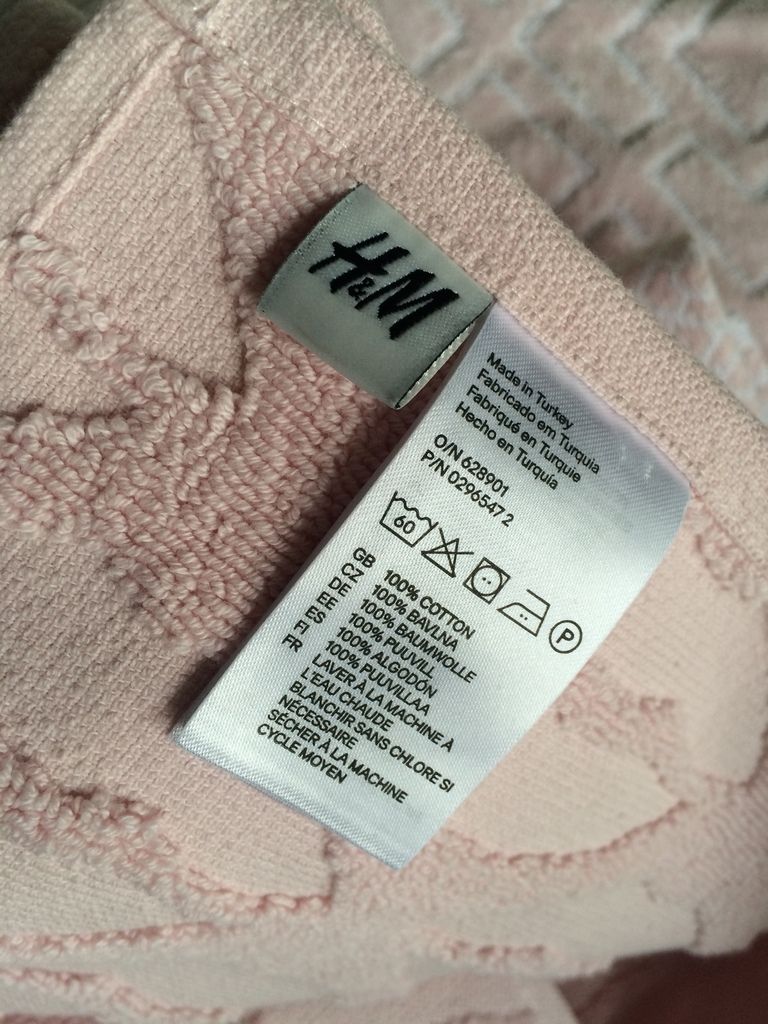 H&M
Made in Turkey
Fabricado em Turquia
Fabriqué en Turquie
Hecho en Turquía
O/N 628901
P/N 0296547 2
60
P
GB 100% COTTON
CZ 100% BAVLNA
DE 100% BAUMWOLLE
EE 100% PUUVILL
ES 100% ALGODÓN
FI 100% PUUVILLAA
FR LAVER À LA MACHINE A
L'EAU CHAUDE
BLANCHIR SANS CHLORE SI
NÉCESSAIRE
SÉCHER À LA MACHINE
CYCLE MOYEN